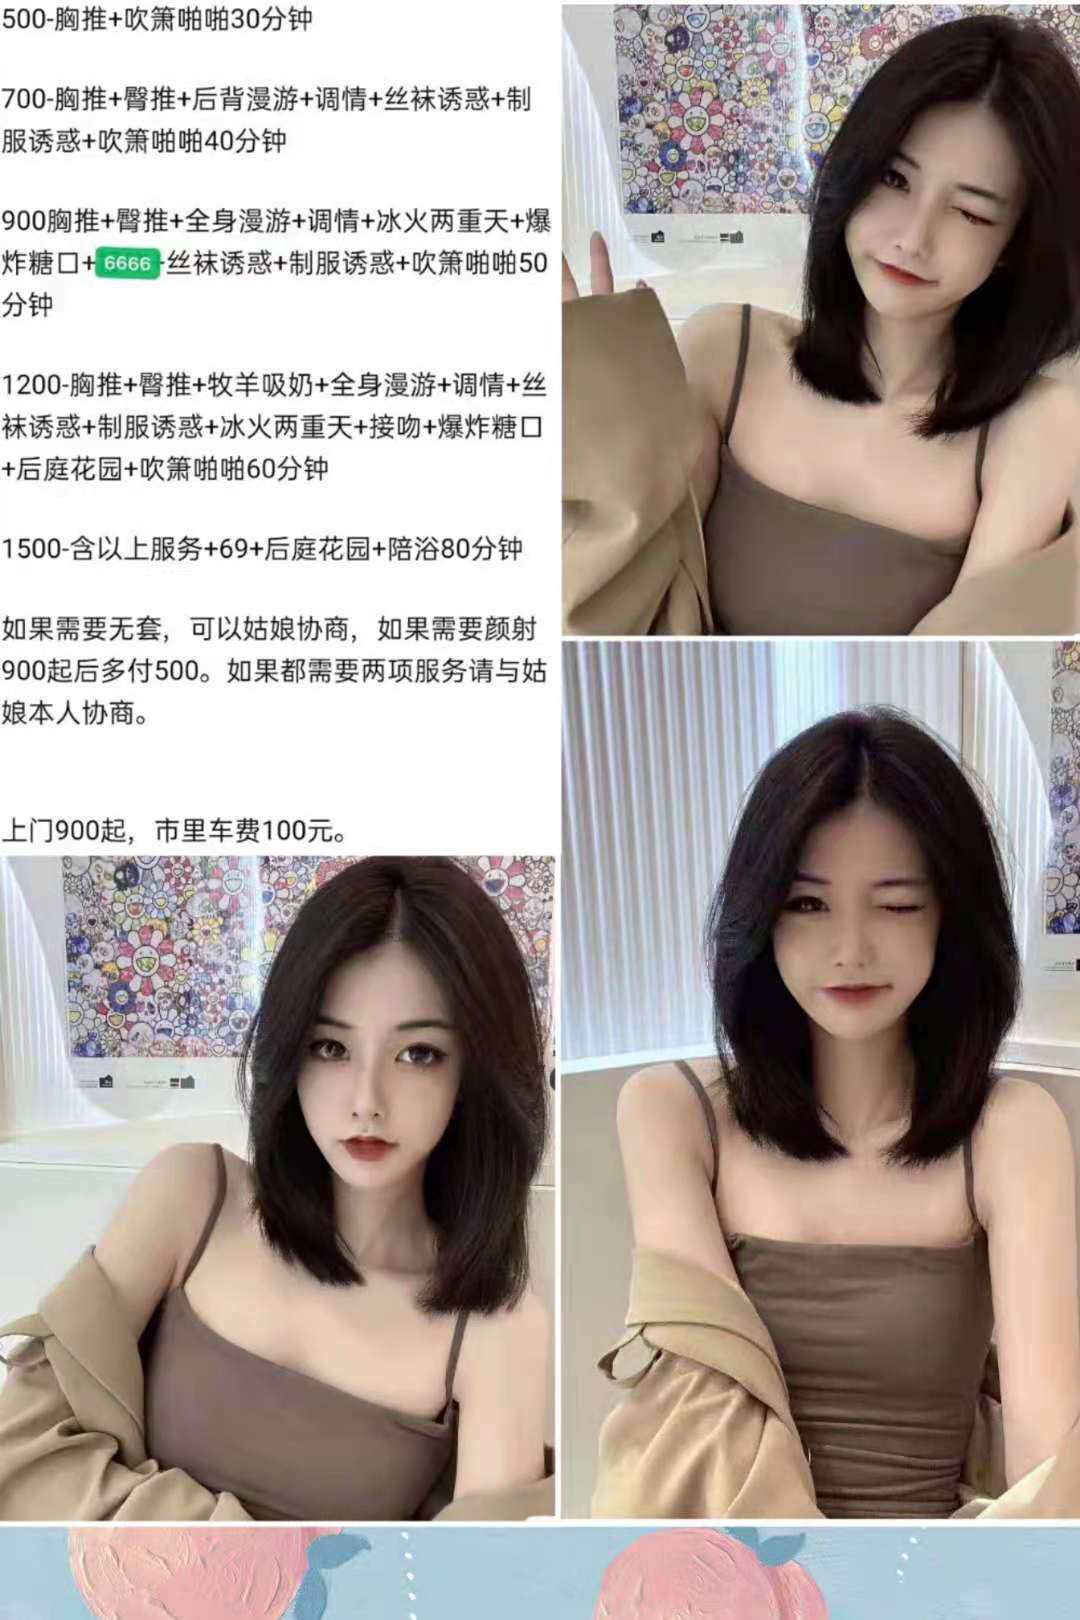 500-胸推+吹箫啪啪30分钟
700-胸推+臀推+后背漫游+调情+丝袜诱惑+制
服诱惑+吹箫啪啪40分钟
900胸推+臀推+全身漫游+调情+冰火两重天+爆
炸糖口+6666-丝袜诱惑+制服诱惑+吹箫啪啪50
分钟
1200-胸推+臀推+牧羊吸奶+全身漫游+调情+丝
袜诱惑+制服诱惑+冰火两重天+接吻+爆炸糖口
+后庭花园+吹箫啪啪60分钟
1500-含以上服务+69+后庭花园+陪浴80分钟
如果需要无套，可以姑娘协商，如果需要颜射
900起后多付500。如果都需要两项服务请与姑
娘本人协商。
上门900起，市里车费100元。